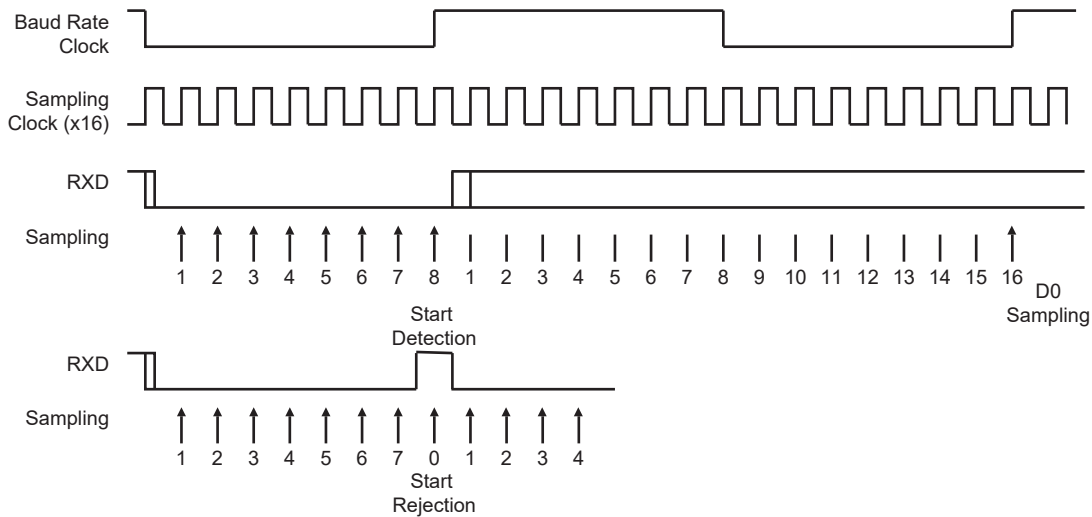 Baud Rate
Clock
Sampling
Clock (x16)
RXD
Sampling
1 2 3 4 5 6 7 8 1 2 3 4 5 6 7 8 9 10 11 12 13 14 15 16
D0
Sampling
Start
Detection
RXD
Sampling
1 2 3 4 5 6 7 0 1 2 3 4
Start
Rejection